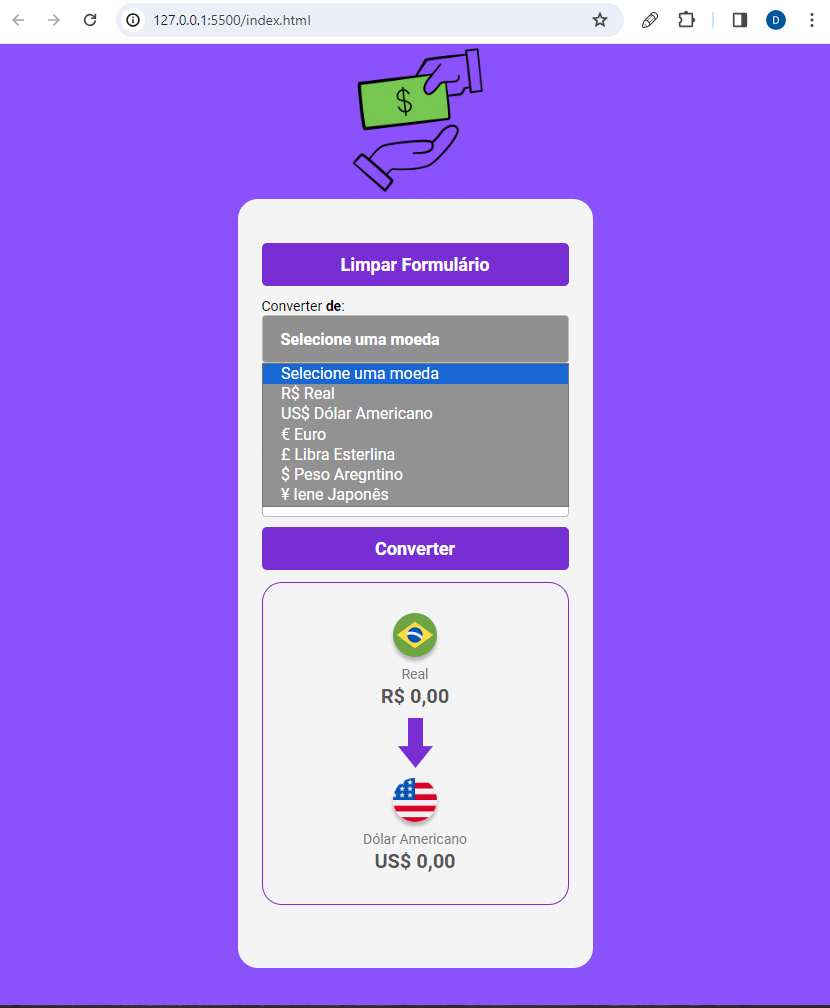 127.0.0.1:5500/index.html
D
$
Limpar Formulário
Converter de:
Selecione uma moeda
Selecione uma moeda
R$ Real
US$ Dólar Americano
€ Euro
£ Libra Esterlina
$ Peso Aregntino
¥ Iene Japonês
Converter
Real
R$ 0,00
Dólar Americano
US$ 0,00